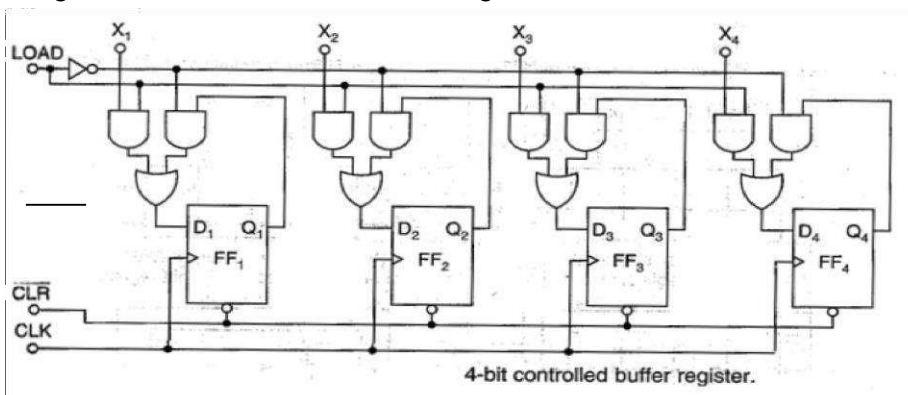 X₁ X₂ X₃ X₄
LOAD
D₁ Q₁ D₂ Q₂ D₃ Q₃ D₄ Q₄
FF₁ FF₂ FF₃ FF₄
C̅L̅R̅
CLK
4-bit controlled buffer register.